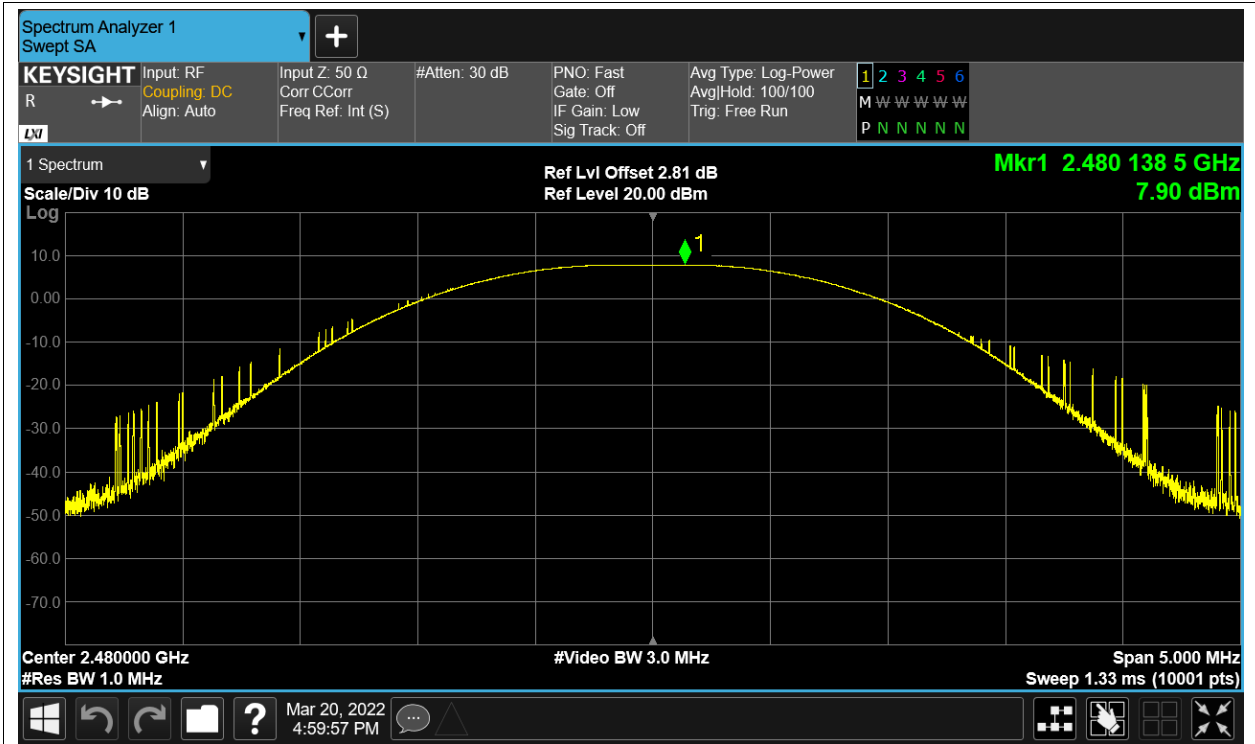 Spectrum Analyzer 1
Swept SA
KEYSIGHT
R
LXI
Input: RF
Coupling: DC
Align: Auto
Input Z: 50 Ω
Corr CCorr
Freq Ref: Int (S)
#Atten: 30 dB
PNO: Fast
Gate: Off
IF Gain: Low
Sig Track: Off
Avg Type: Log-Power
Avg|Hold: 100/100
Trig: Free Run
1 2 3 4 5 6
M W W W W W W
P N N N N N N
1 Spectrum
Scale/Div 10 dB
Log
Ref Lvl Offset 2.81 dB
Ref Level 20.00 dBm
Mkr1 2.480 138 5 GHz
7.90 dBm
1
10.0
0.00
-10.0
-20.0
-30.0
-40.0
-50.0
-60.0
-70.0
Center 2.480000 GHz
#Res BW 1.0 MHz
#Video BW 3.0 MHz
Span 5.000 MHz
Sweep 1.33 ms (10001 pts)
?
Mar 20, 2022
4:59:57 PM